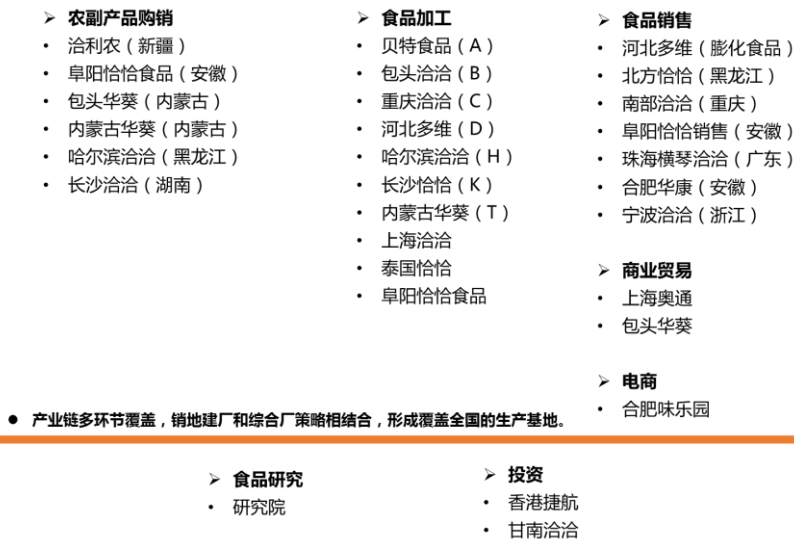 ➢ 农副产品购销
• 洽利农（新疆）
• 阜阳恰恰食品（安徽）
• 包头华葵（内蒙古）
• 内蒙古华葵（内蒙古）
• 哈尔滨洽洽（黑龙江）
• 长沙洽洽（湖南）
➢ 食品加工
• 贝特食品（A）
• 包头洽洽（B）
• 重庆洽洽（C）
• 河北多维（D）
• 哈尔滨洽洽（H）
• 长沙恰恰（K）
• 内蒙古华葵（T）
• 上海洽洽
• 泰国恰恰
• 阜阳恰恰食品
➢ 食品销售
• 河北多维（膨化食品）
• 北方恰恰（黑龙江）
• 南部洽洽（重庆）
• 阜阳恰恰销售（安徽）
• 珠海横琴洽洽（广东）
• 合肥华康（安徽）
• 宁波洽洽（浙江）
➢ 商业贸易
• 上海奥通
• 包头华葵
➢ 电商
• 合肥味乐园
● 产业链多环节覆盖，销地建厂和综合厂策略相结合，形成覆盖全国的生产基地。
➢ 食品研究
• 研究院
➢ 投资
• 香港捷航
• 甘南洽洽